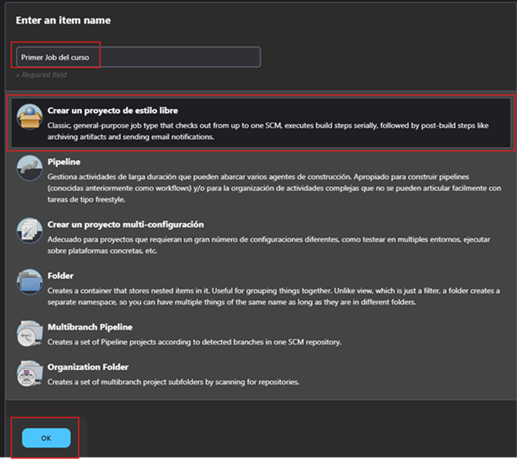 Enter an item name
Primer Job del curso
» Required field
Crear un proyecto de estilo libre
Classic, general-purpose job type that checks out from up to one SCM, executes build steps serially, followed by post-build steps like
archiving artifacts and sending email notifications.
Pipeline
Gestiona actividades de larga duración que pueden abarcar varios agentes de construcción. Apropiado para construir pipelines
(conocidas anteriormente como workflows) y/o para la organización de actividades complejas que no se pueden articular facilmente con
tareas de tipo freestyle.
Crear un proyecto multi-configuración
Adecuado para proyectos que requieran un gran número de configuraciones diferentes, como testear en multiples entornos, ejecutar
sobre plataformas concretas, etc.
Folder
Creates a container that stores nested items in it. Useful for grouping things together. Unlike view, which is just a filter, a folder creates a
separate namespace, so you can have multiple things of the same name as long as they are in different folders.
Multibranch Pipeline
Creates a set of Pipeline projects according to detected branches in one SCM repository.
Organization Folder
Creates a set of multibranch project subfolders by scanning for repositories.
OK